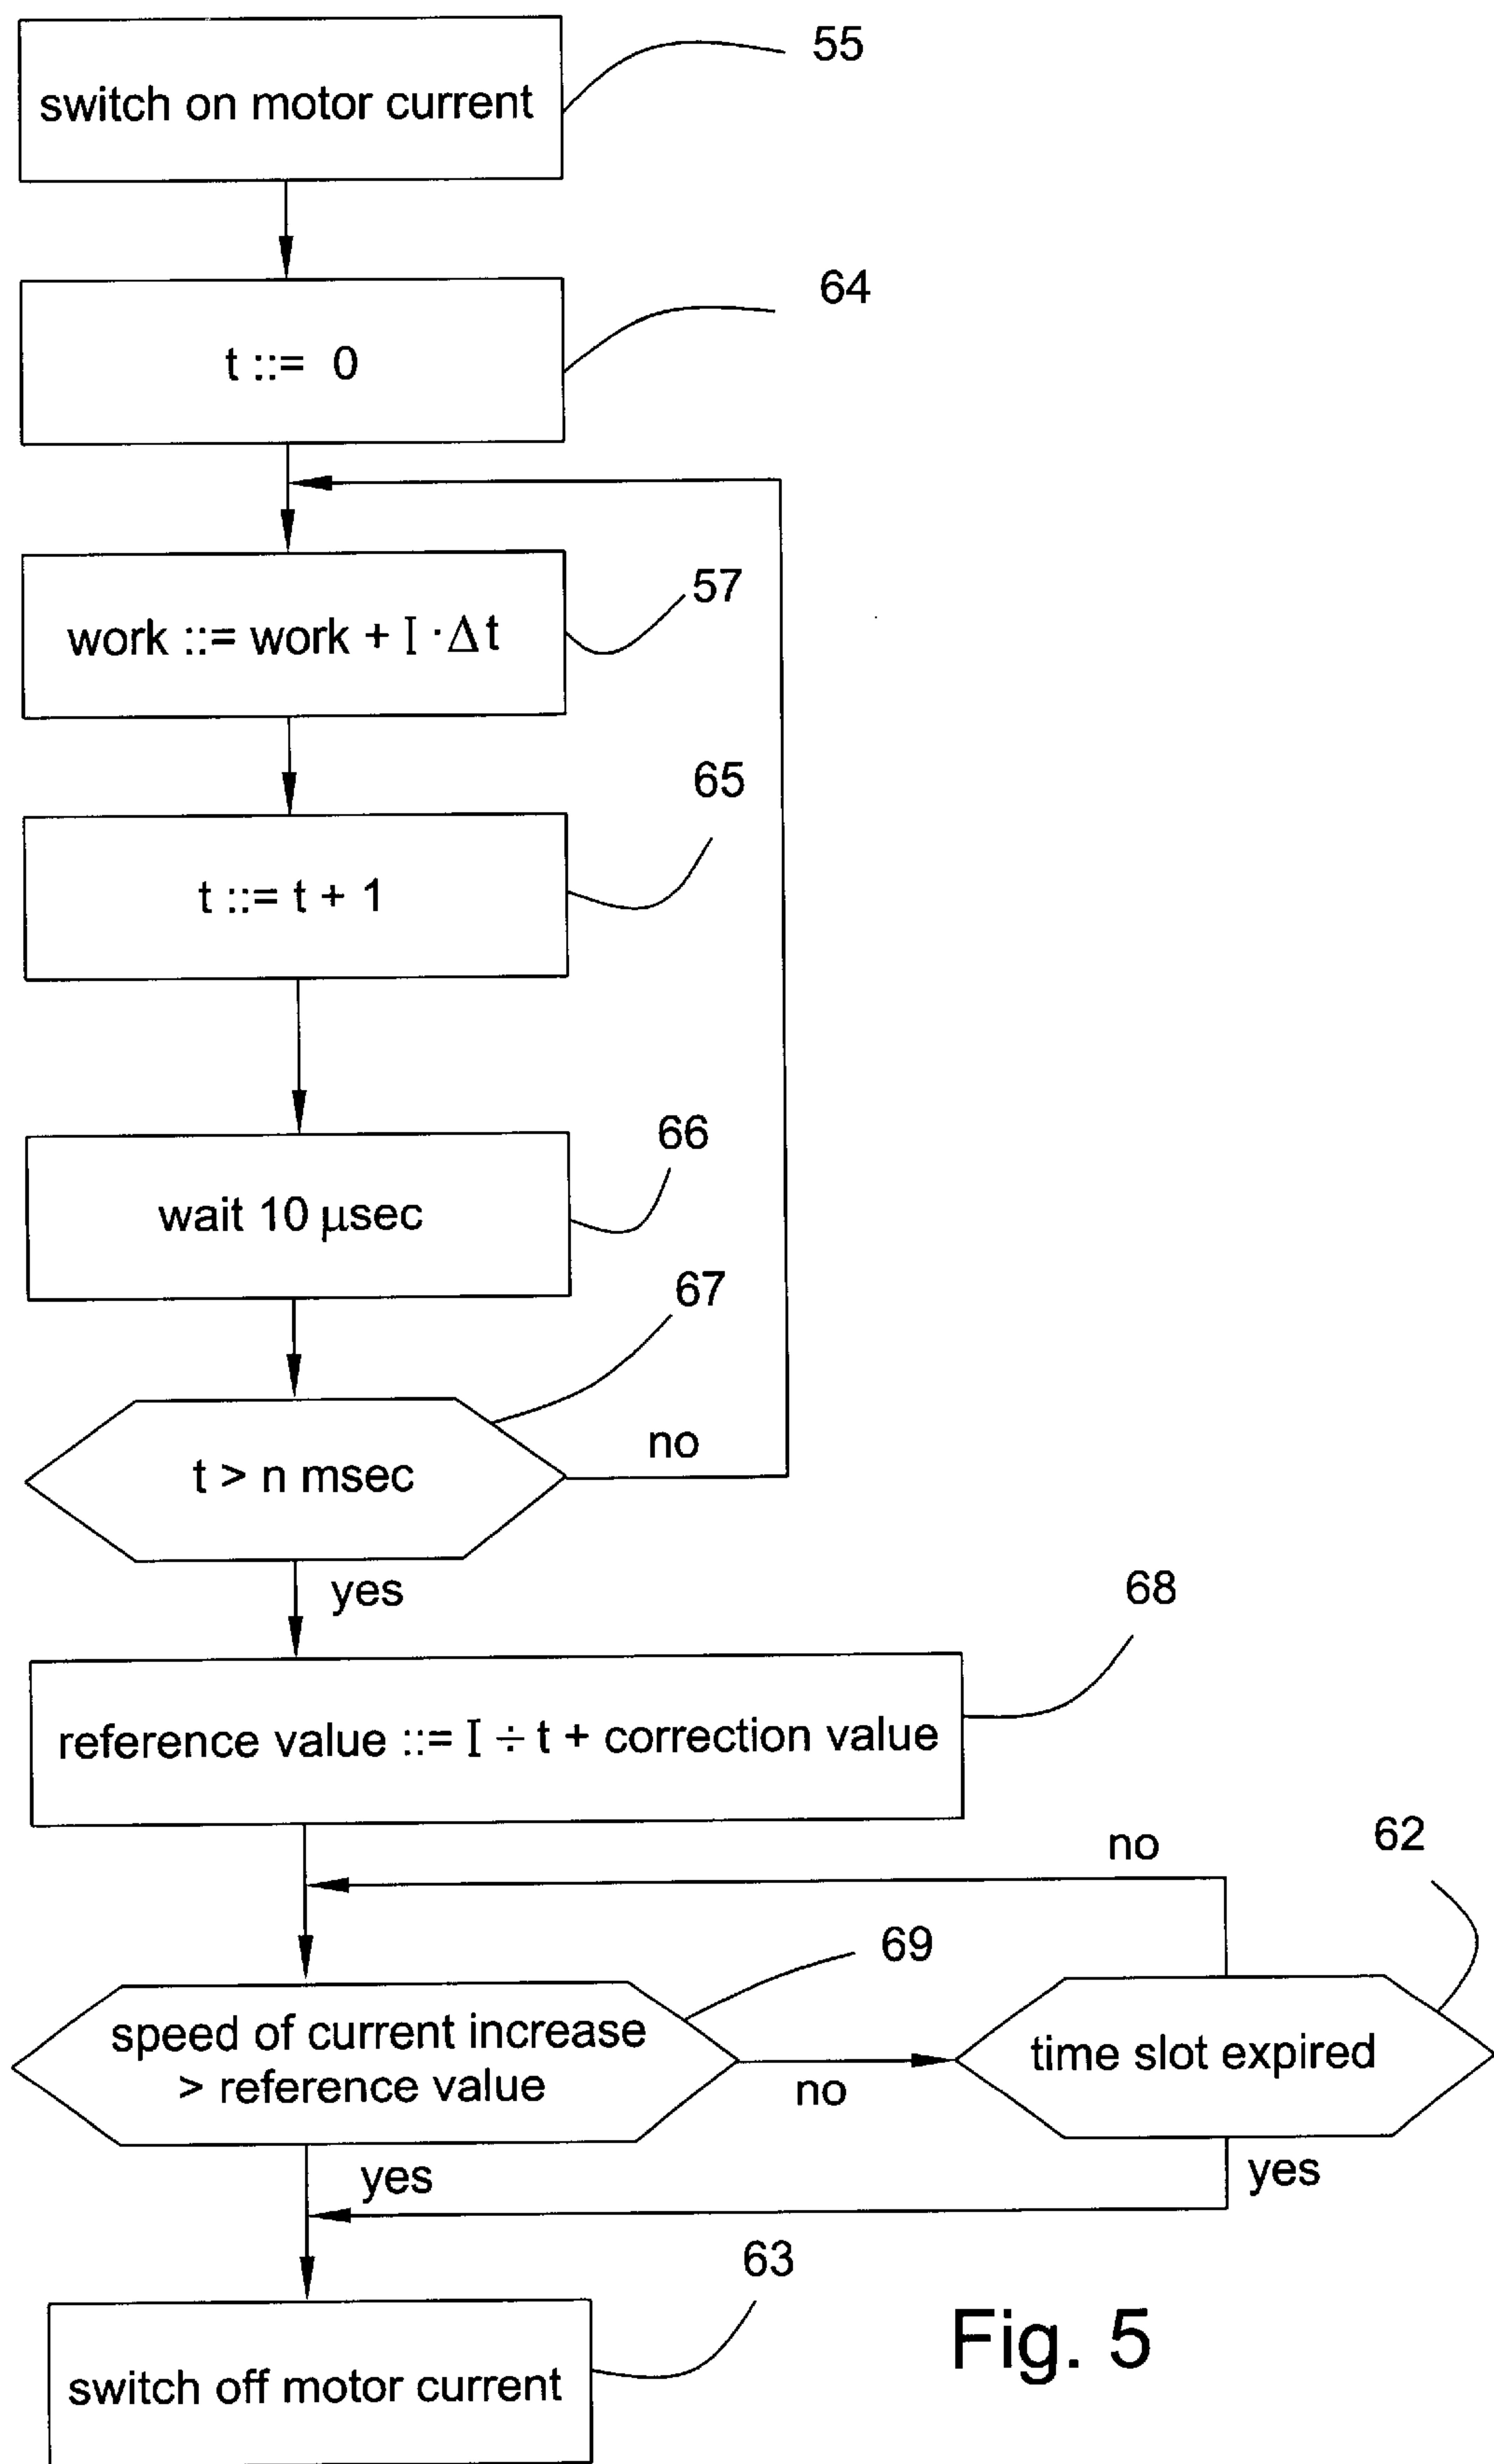 switch on motor current
55
t ::= 0
64
work ::= work + I · Δt
57
t ::= t + 1
65
wait 10 μsec
66
67
t > n msec
no
yes
68
reference value ::= I ÷ t + correction value
no
62
69
speed of current increase
> reference value
no
time slot expired
yes
yes
63
switch off motor current
Fig. 5